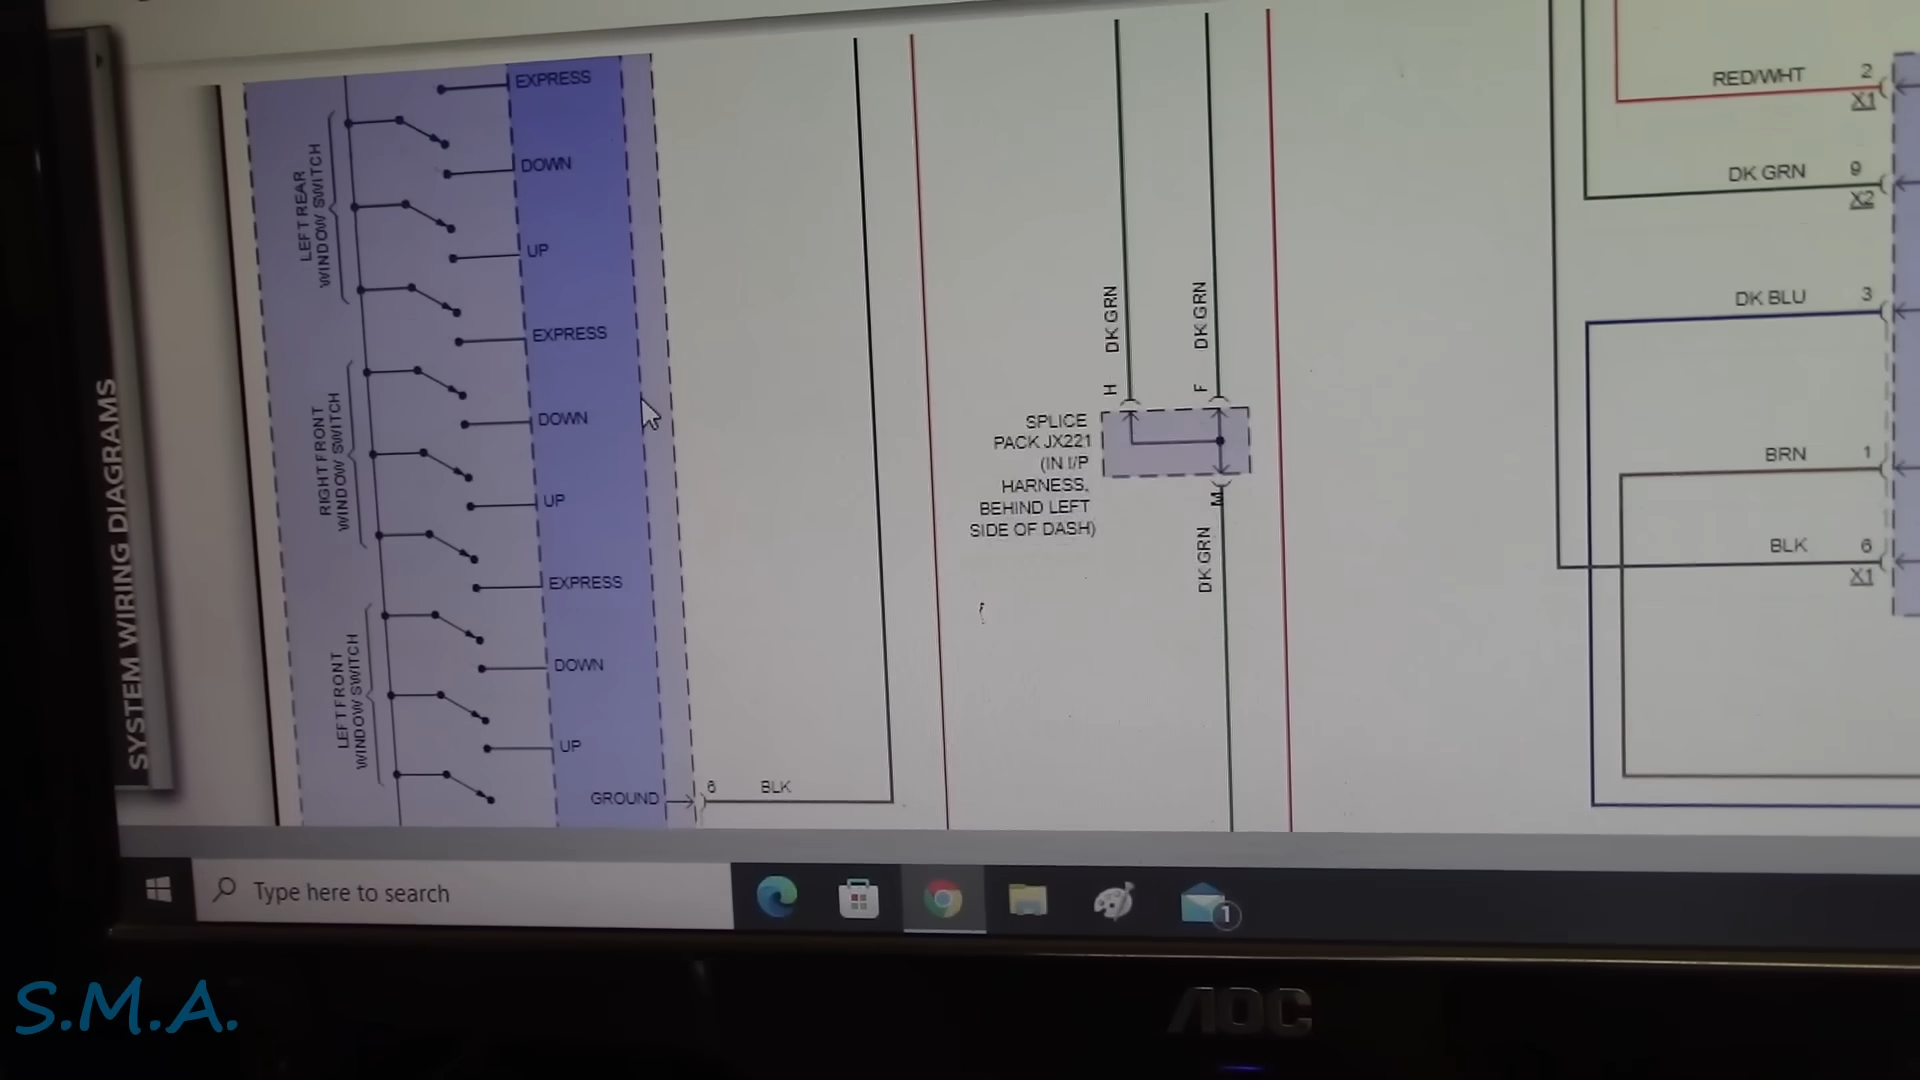 SYSTEM WIRING DIAGRAMS
LEFT REAR
WINDOW SWITCH
EXPRESS
DOWN
UP
RIGHT FRONT
WINDOW SWITCH
EXPRESS
DOWN
UP
LEFT FRONT
WINDOW SWITCH
EXPRESS
DOWN
UP
GROUND
6
BLK
DK GRN
DK GRN
H
F
SPLICE
PACK JX221
(IN I/P
HARNESS,
BEHIND LEFT
SIDE OF DASH)
M
DK GRN
RED/WHT 2
X1
DK GRN 9
X2
DK BLU 3
BRN 1
BLK 6
X1
Type here to search
1
S.M.A.
AOC